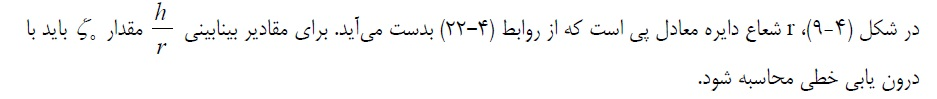 در شکل (۴-۹)، r شعاع دایره معادل پی است که از روابط (۴-۲۲) بدست می‌آید. برای مقادیر بینابینی h/r مقدار ζ₀ باید با
درون یابی خطی محاسبه شود.